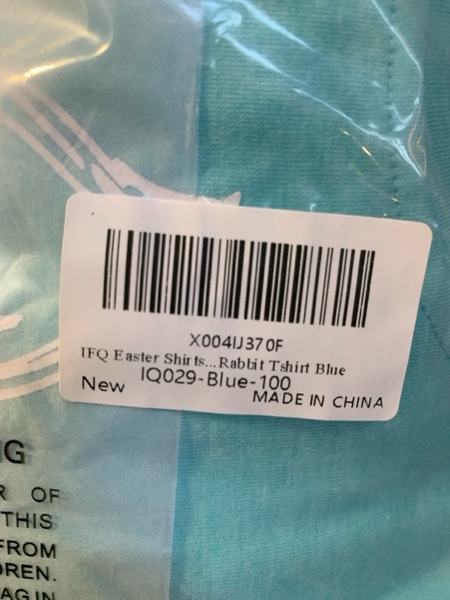 X004IJ370F
IFQ Easter Shirts...Rabbit Tshirt Blue
IQ029-Blue-100
New
MADE IN CHINA
G
R OF
THIS
FROM
DREN.
AG IN